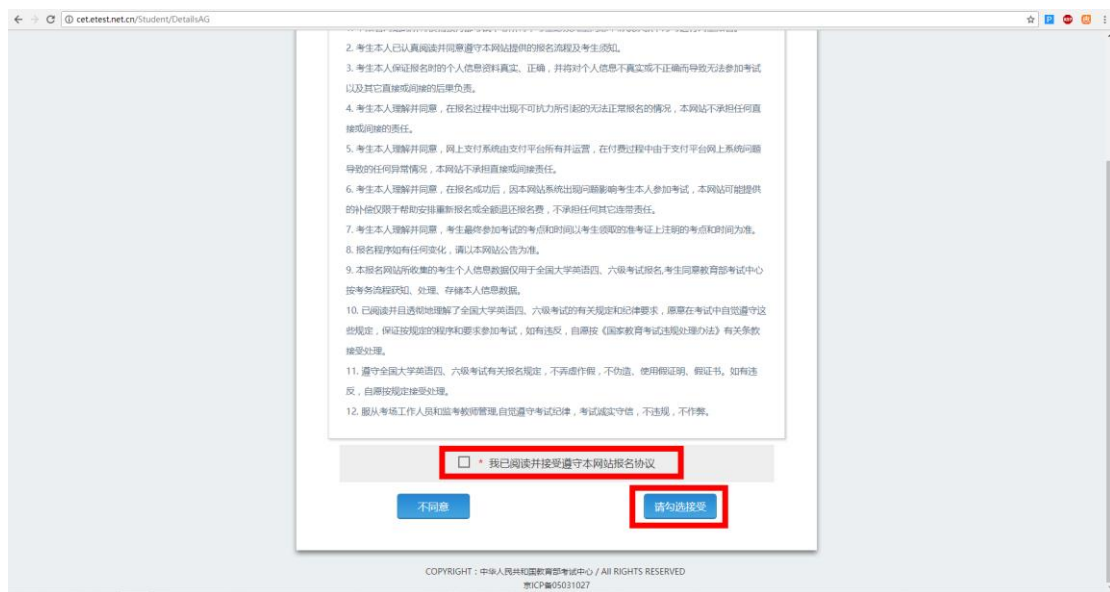 cet.etest.net.cn/Student/DetailsAG
2. 考生本人已认真阅读并同意遵守本网站提供的报名流程及考生须知。
3. 考生本人保证报名时的个人信息资料真实、正确，并将对个人信息不真实或不正确而导致无法参加考试
以及其它直接或间接的后果负责。
4. 考生本人理解并同意，在报名过程中出现不可抗力所引起的无法正常报名的情况，本网站不承担任何直
接或间接的责任。
5. 考生本人理解并同意，网上支付系统由支付平台所有并运营，在付费过程中由于支付平台网上系统问题
导致的任何异常情况，本网站不承担直接或间接责任。
6. 考生本人理解并同意，在报名成功后，因本网站系统出现问题影响考生本人参加考试，本网站可能提供
的补偿仅限于帮助安排重新报名或全额退还报名费，不承担任何其它连带责任。
7. 考生本人理解并同意，考生最终参加考试的考点和时间以考生领取的准考证上注明的考点和时间为准。
8. 报名程序如有任何变化，请以本网站公告为准。
9. 本报名网站所收集的考生个人信息数据仅用于全国大学英语四、六级考试报名,考生同意教育部考试中心
按考务流程获知、处理、存储本人信息数据。
10. 已阅读并且透彻地理解了全国大学英语四、六级考试的有关规定和纪律要求，愿意在考试中自觉遵守这
些规定，保证按规定的程序和要求参加考试，如有违反，自愿按《国家教育考试违规处理办法》有关条款
接受处理。
11. 遵守全国大学英语四、六级考试有关报名规定，不弄虚作假，不伪造、使用假证明、假证书。如有违
反，自愿按规定接受处理。
12. 服从考场工作人员和监考教师管理,自觉遵守考试纪律，考试诚实守信，不违规，不作弊。
* 我已阅读并接受遵守本网站报名协议
不同意 请勾选接受
COPYRIGHT：中华人民共和国教育部考试中心 / All RIGHTS RESERVED
京ICP备05031027